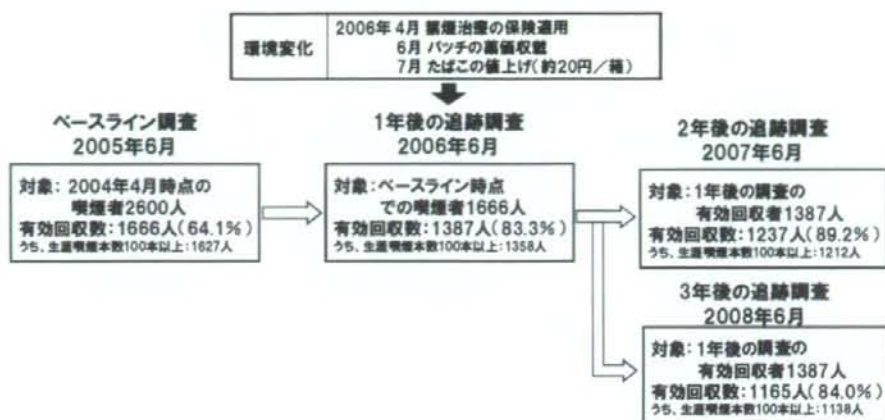 環境変化
2006年 4月 禁煙治療の保険適用
6月 パッチの薬価収載
7月 たばこの値上げ(約20円/箱)
ベースライン調査
2005年6月
対象: 2004年4月時点の
喫煙者2600人
有効回収数:1666人(64.1%)
うち、生涯喫煙本数100本以上:1627人
1年後の追跡調査
2006年6月
対象:ベースライン時点
での喫煙者1666人
有効回収数:1387人(83.3%)
うち、生涯喫煙本数100本以上:1358人
2年後の追跡調査
2007年6月
対象:1年後の調査の
有効回収者1387人
有効回収数:1237人(89.2%)
うち、生涯喫煙本数100本以上:1212人
3年後の追跡調査
2008年6月
対象:1年後の調査の
有効回収者1387人
有効回収数:1165人(84.0%)
うち、生涯喫煙本数100本以上:1138人